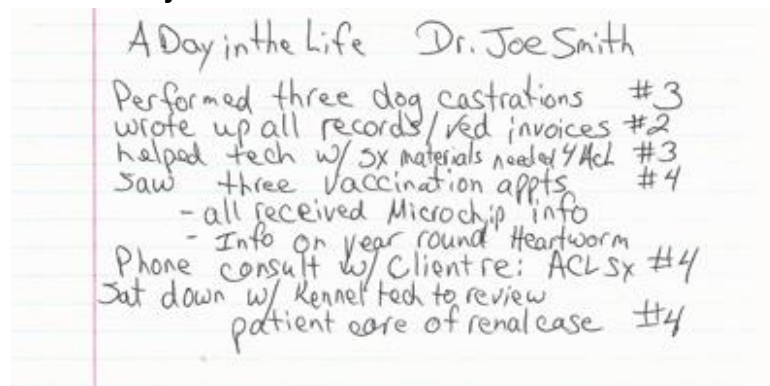 A Day in the Life Dr. Joe Smith
Performed three dog castrations #3
wrote up all records/ved invoices #2
helped tech w/ sx materials needed 4 ACL #3
Saw three vaccination appts #4
- all received Microchip info
- Info on year round Heartworm
Phone consult w/ Client re: ACL Sx #4
Sat down w/ Kennel tech to review
patient care of renal case #4